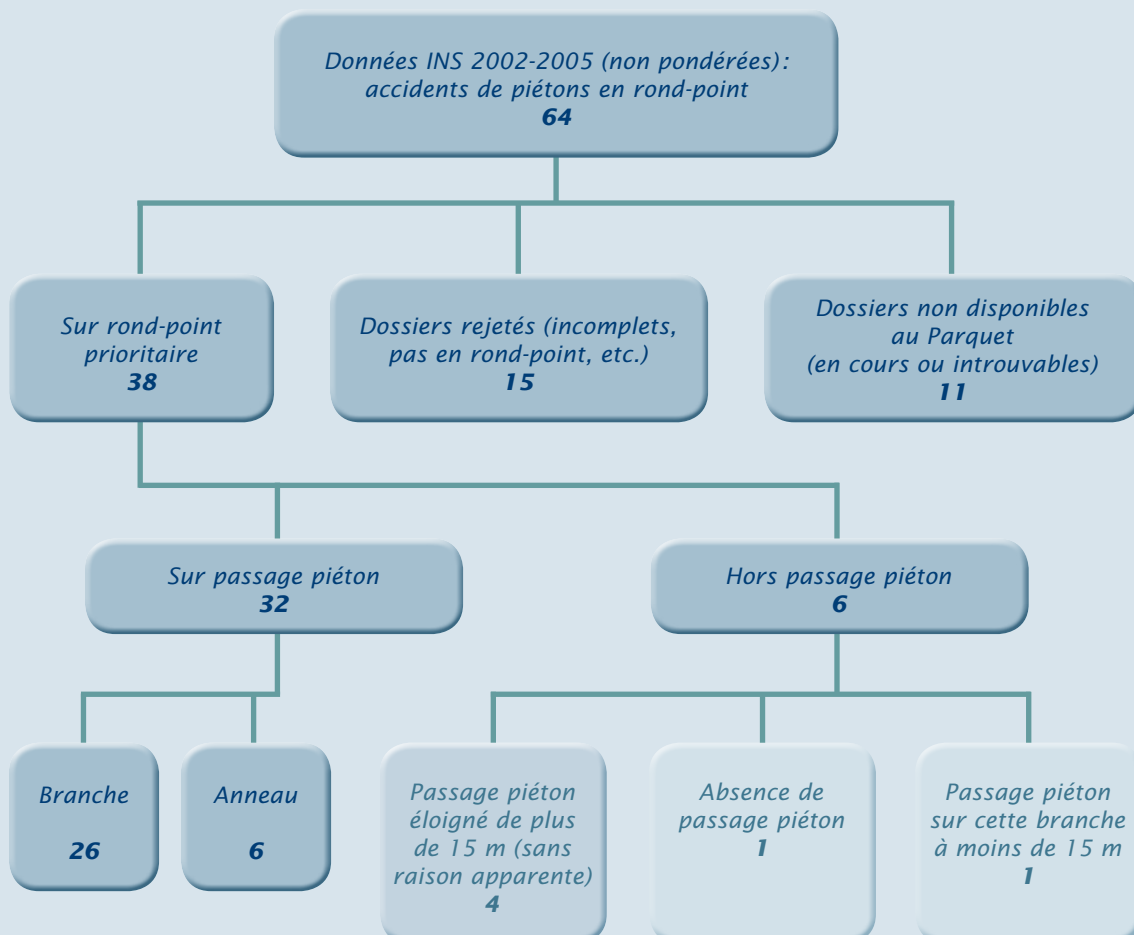 Données INS 2002-2005 (non pondérées) :
accidents de piétons en rond-point
64
Sur rond-point
prioritaire
38
Dossiers rejetés (incomplets,
pas en rond-point, etc.)
15
Dossiers non disponibles
au Parquet
(en cours ou introuvables)
11
Sur passage piéton
32
Hors passage piéton
6
Branche
26
Anneau
6
Passage piéton
éloigné de plus
de 15 m (sans
raison apparente)
4
Absence de
passage piéton
1
Passage piéton
sur cette branche
à moins de 15 m
1